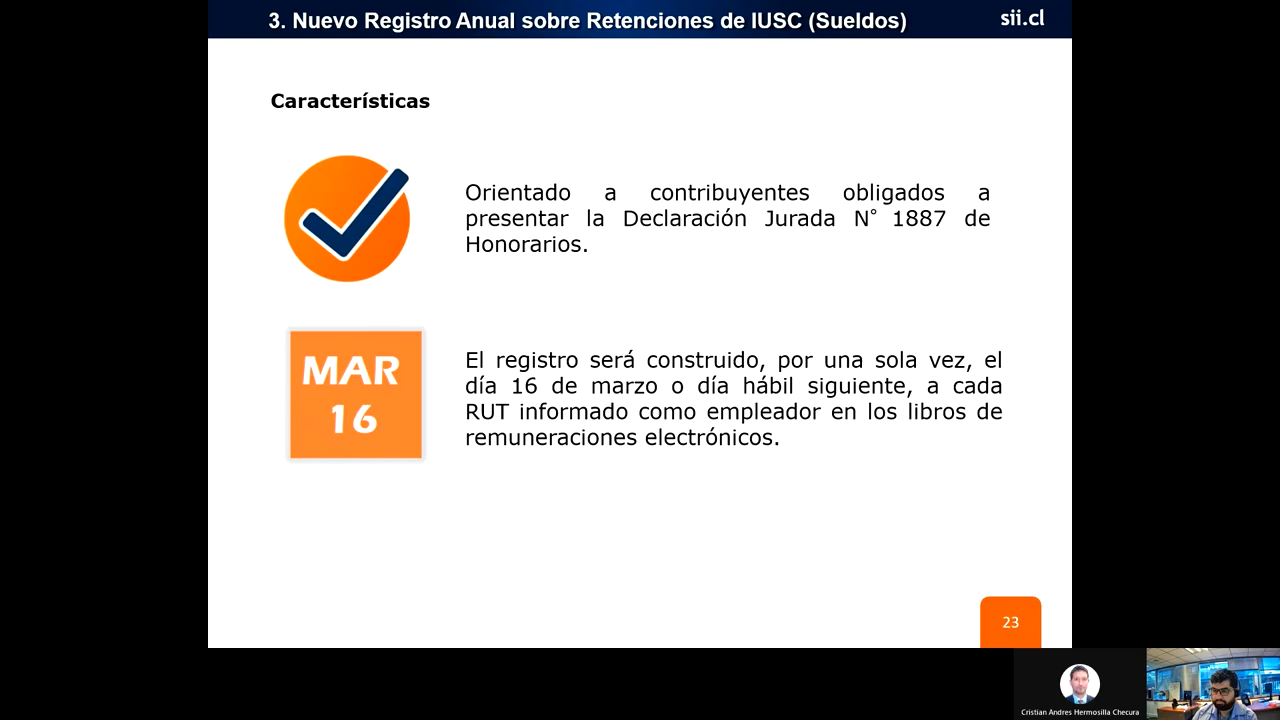 3. Nuevo Registro Anual sobre Retenciones de IUSC (Sueldos)
sii.cl
Características
Orientado a contribuyentes obligados a
presentar la Declaración Jurada N° 1887 de
Honorarios.
MAR
16
El registro será construido, por una sola vez, el
día 16 de marzo o día hábil siguiente, a cada
RUT informado como empleador en los libros de
remuneraciones electrónicos.
23
Cristian Andres Hermosilla Checura